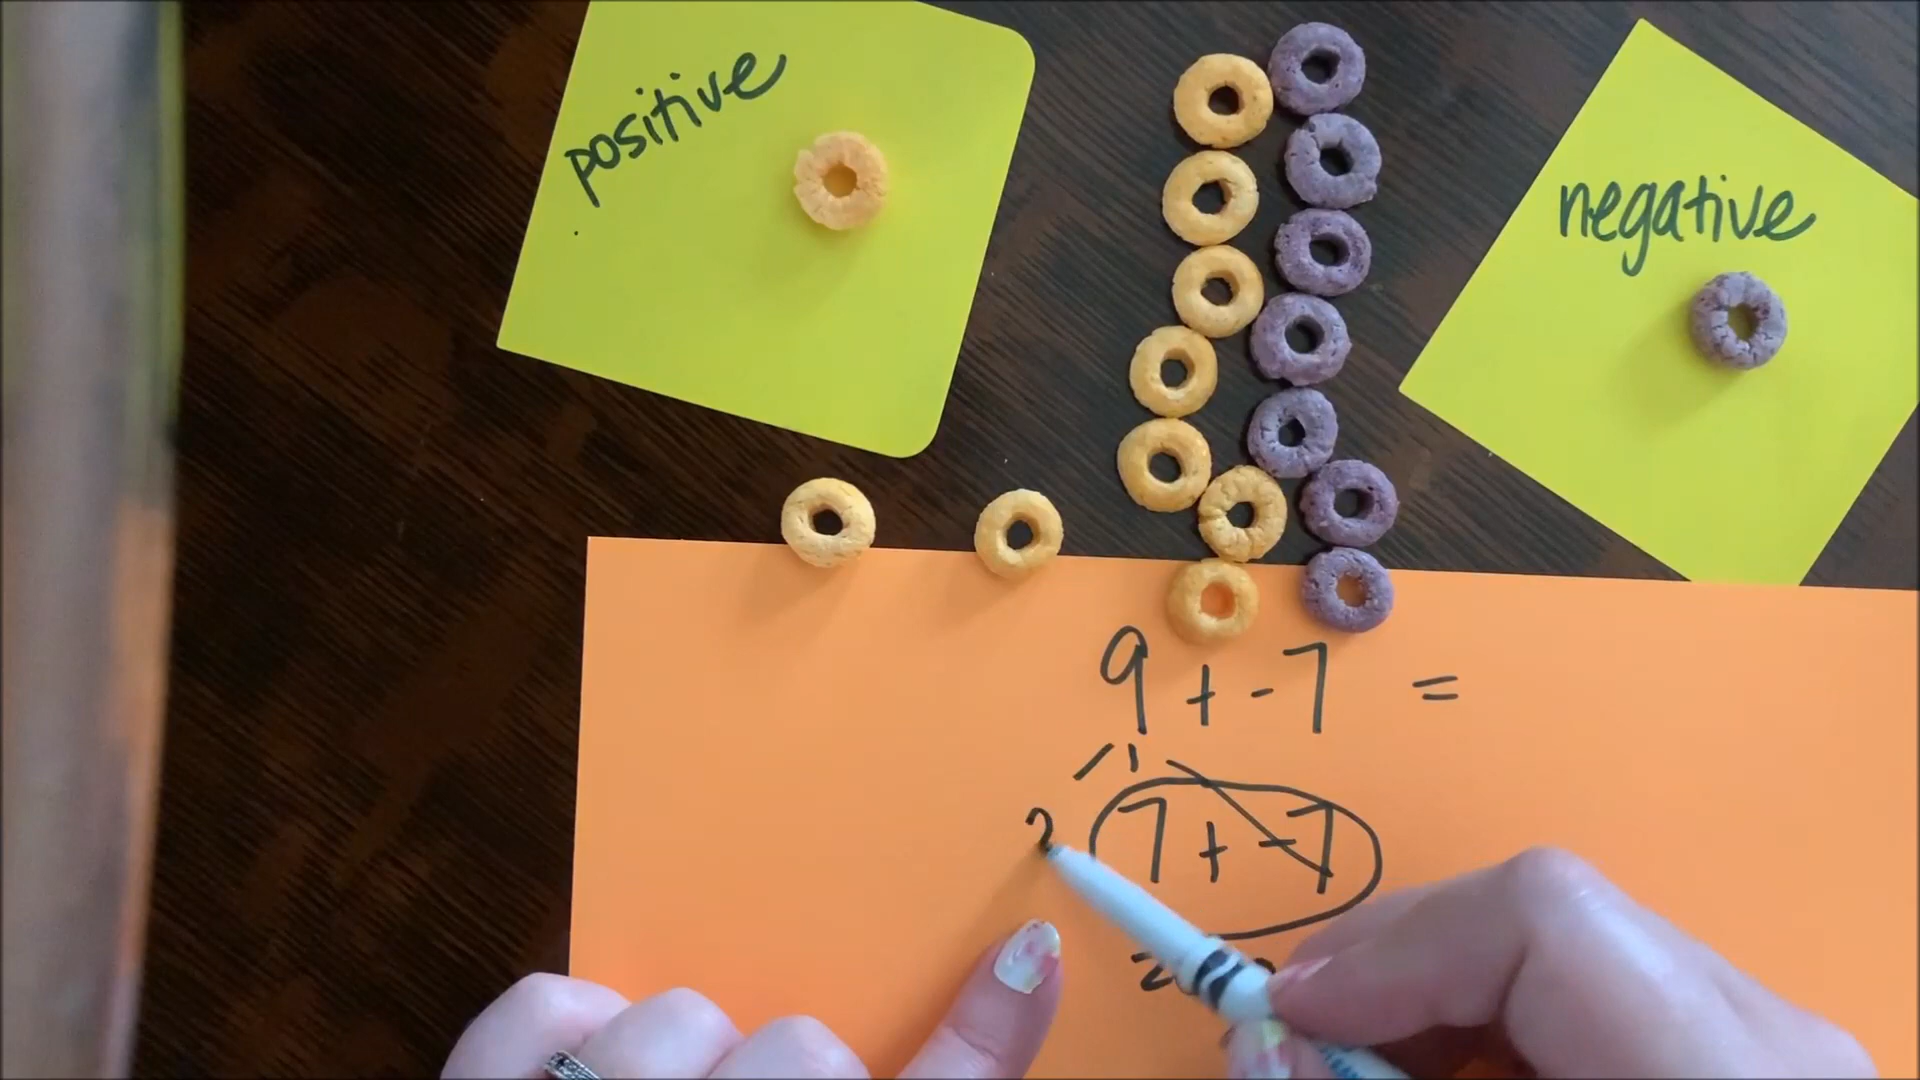 positive
negative
9 + -7 =
2 7 + -7